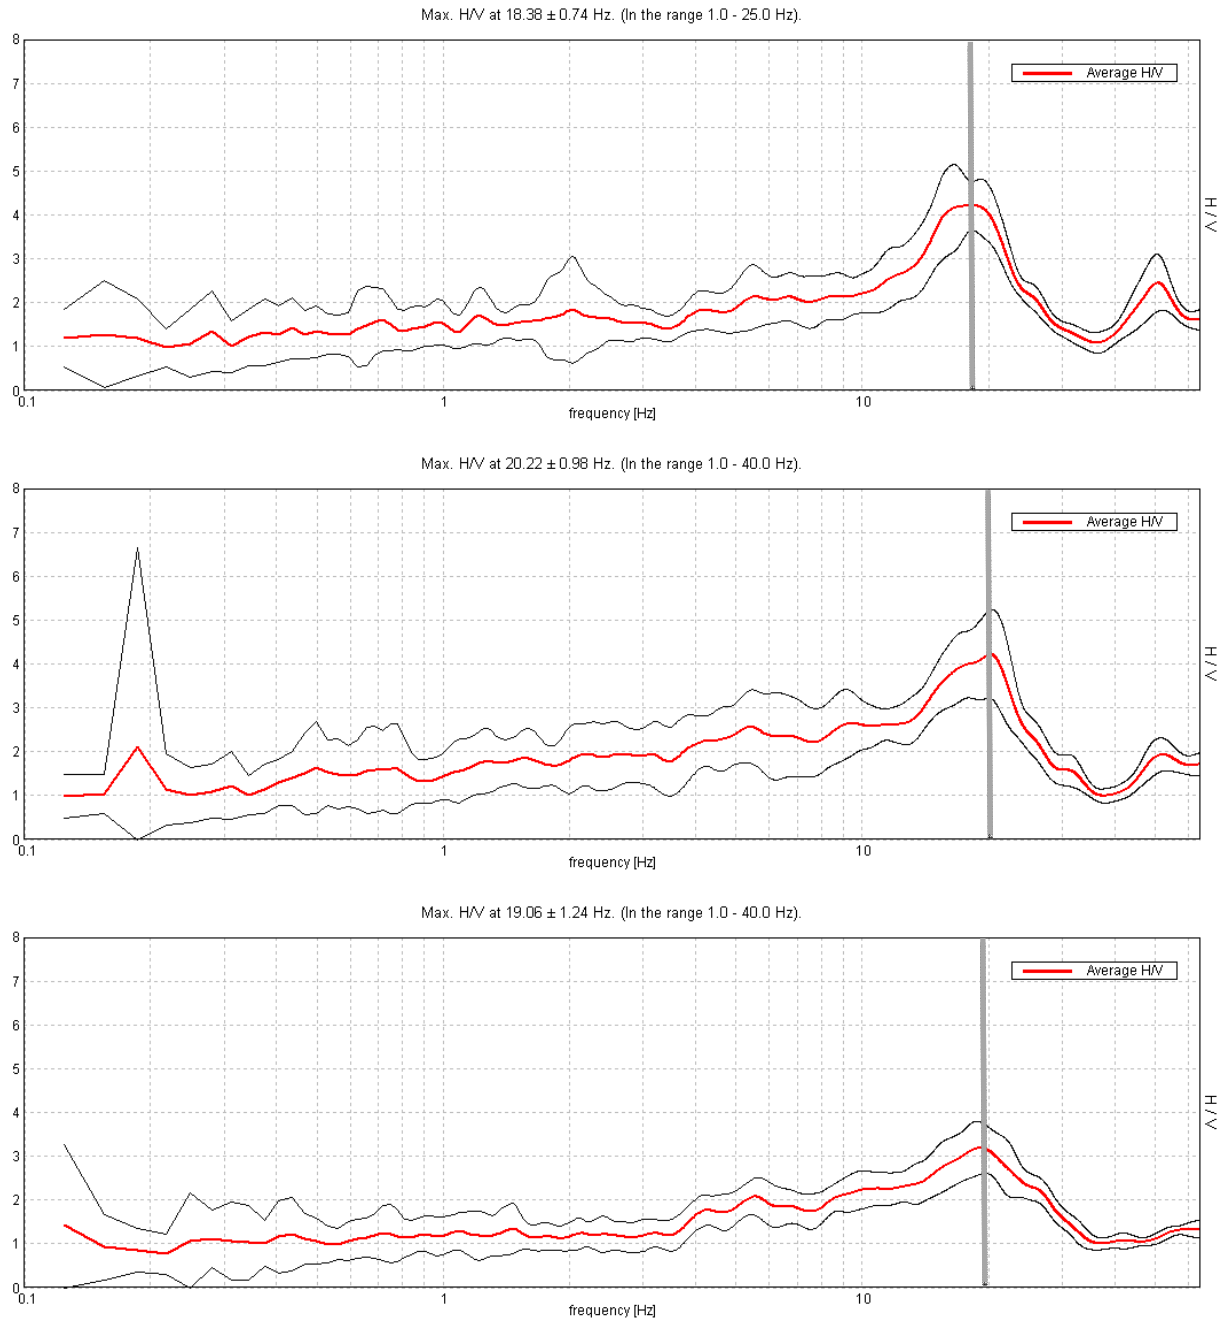 Max. H/V at 18.38 ± 0.74 Hz. (In the range 1.0 - 25.0 Hz).
8
Average H/V
7
6
5
4
H / V
3
2
1
0
0.1 1 10
frequency [Hz]
Max. H/V at 20.22 ± 0.98 Hz. (In the range 1.0 - 40.0 Hz).
8
Average H/V
7
6
5
4
H / V
3
2
1
0
0.1 1 10
frequency [Hz]
Max. H/V at 19.06 ± 1.24 Hz. (In the range 1.0 - 40.0 Hz).
8
Average H/V
7
6
5
4
H / V
3
2
1
0
0.1 1 10
frequency [Hz]